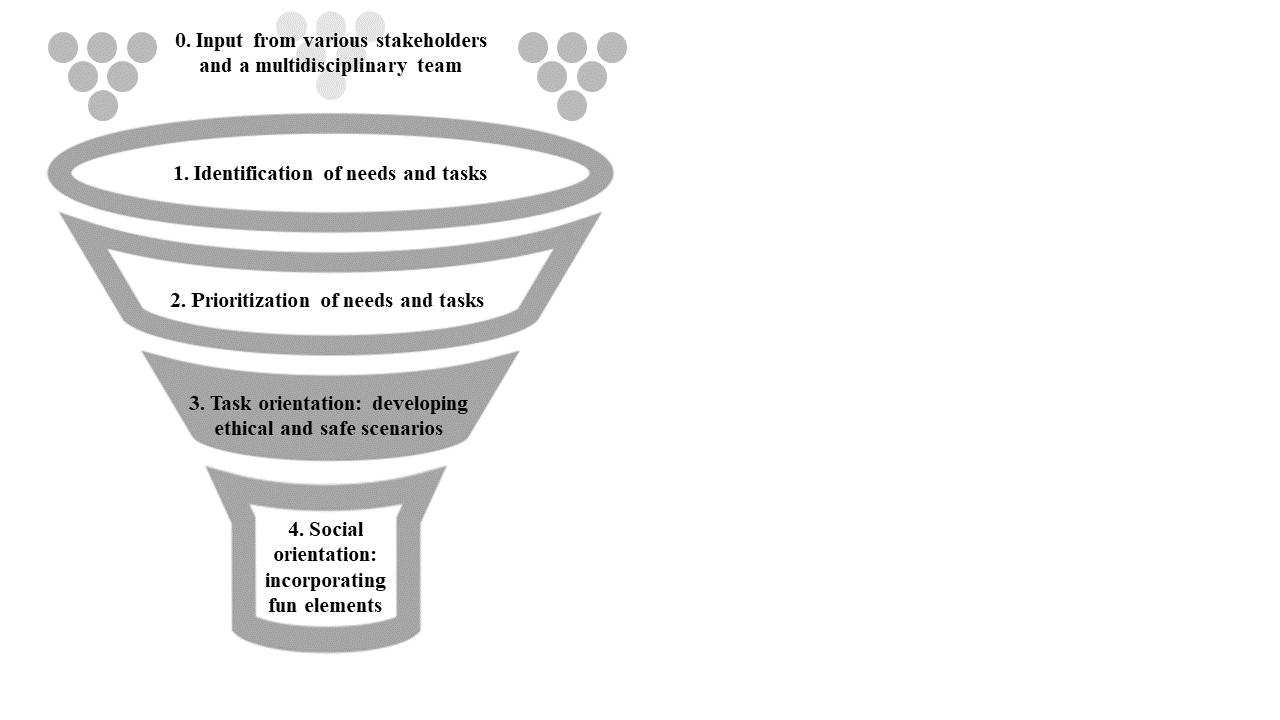 0. Input from various stakeholders
and a multidisciplinary team
1. Identification of needs and tasks
2. Prioritization of needs and tasks
3. Task orientation: developing
ethical and safe scenarios
4. Social
orientation:
incorporating
fun elements